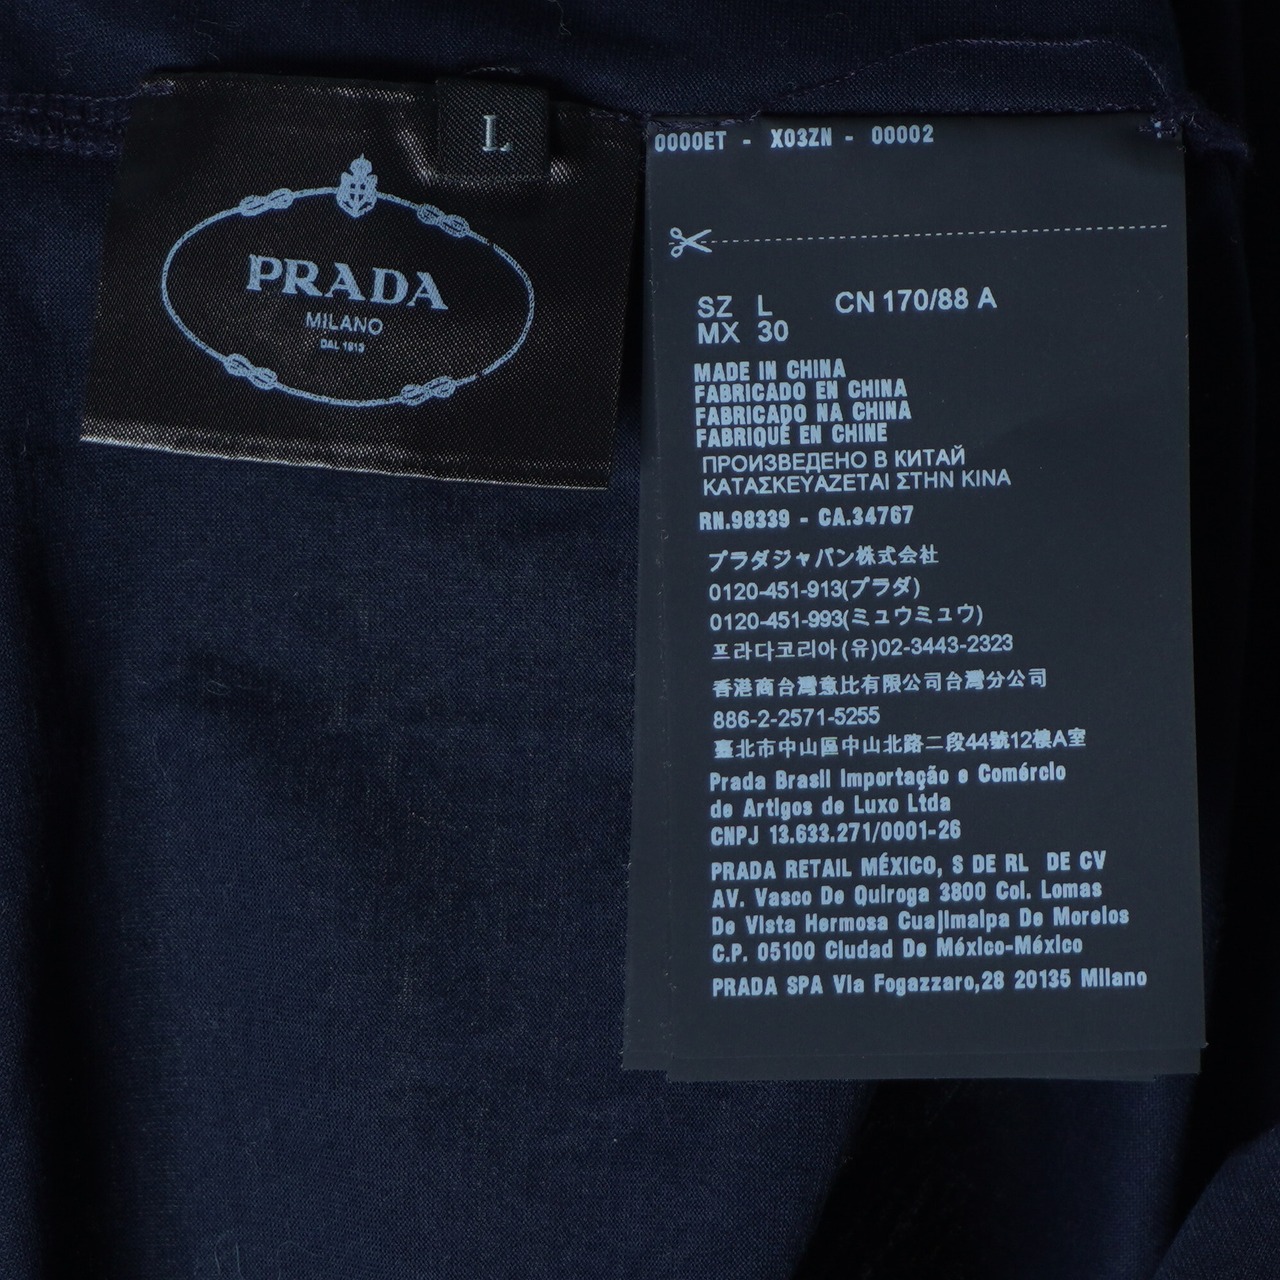 L
PRADA
MILANO
DAL 1913
0000ET - X03ZN - 00002
SZ L CN 170/88 A
MX 30
MADE IN CHINA
FABRICADO EN CHINA
FABRICADO NA CHINA
FABRIQUÉ EN CHINE
ПРОИЗВЕДЕНО В КИТАЙ
ΚΑΤΑΣΚΕΥΑΖΕΤΑΙ ΣΤΗΝ ΚΙΝΑ
RN.98339 - CA.34767
プラダジャパン株式会社
0120-451-913(プラダ)
0120-451-993(ミュウミュウ)
프라다코리아(유)02-3443-2323
香港商台灣意比有限公司台灣分公司
886-2-2571-5255
臺北市中山區中山北路二段44號12樓A室
Prada Brasil Importação e Comércio
de Artigos de Luxo Ltda
CNPJ 13.633.271/0001-26
PRADA RETAIL MÉXICO, S DE RL DE CV
AV. Vasco De Quiroga 3800 Col. Lomas
De Vista Hermosa Cuajimalpa De Morelos
C.P. 05100 Ciudad De México-México
PRADA SPA Via Fogazzaro,28 20135 Milano